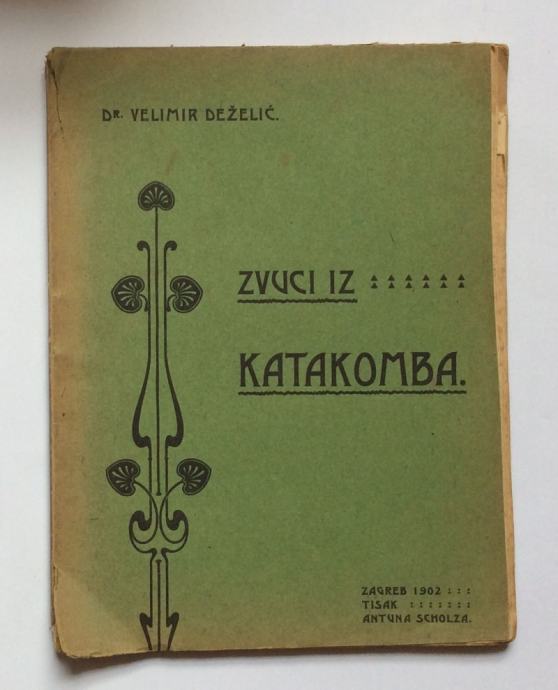 DR. VELIMIR DEŽELIĆ.
ZVUCI IZ
KATAKOMBA.
ZAGREB 1902 : : :
TISAK : : : : : : :
ANTUNA SCHOLZA.